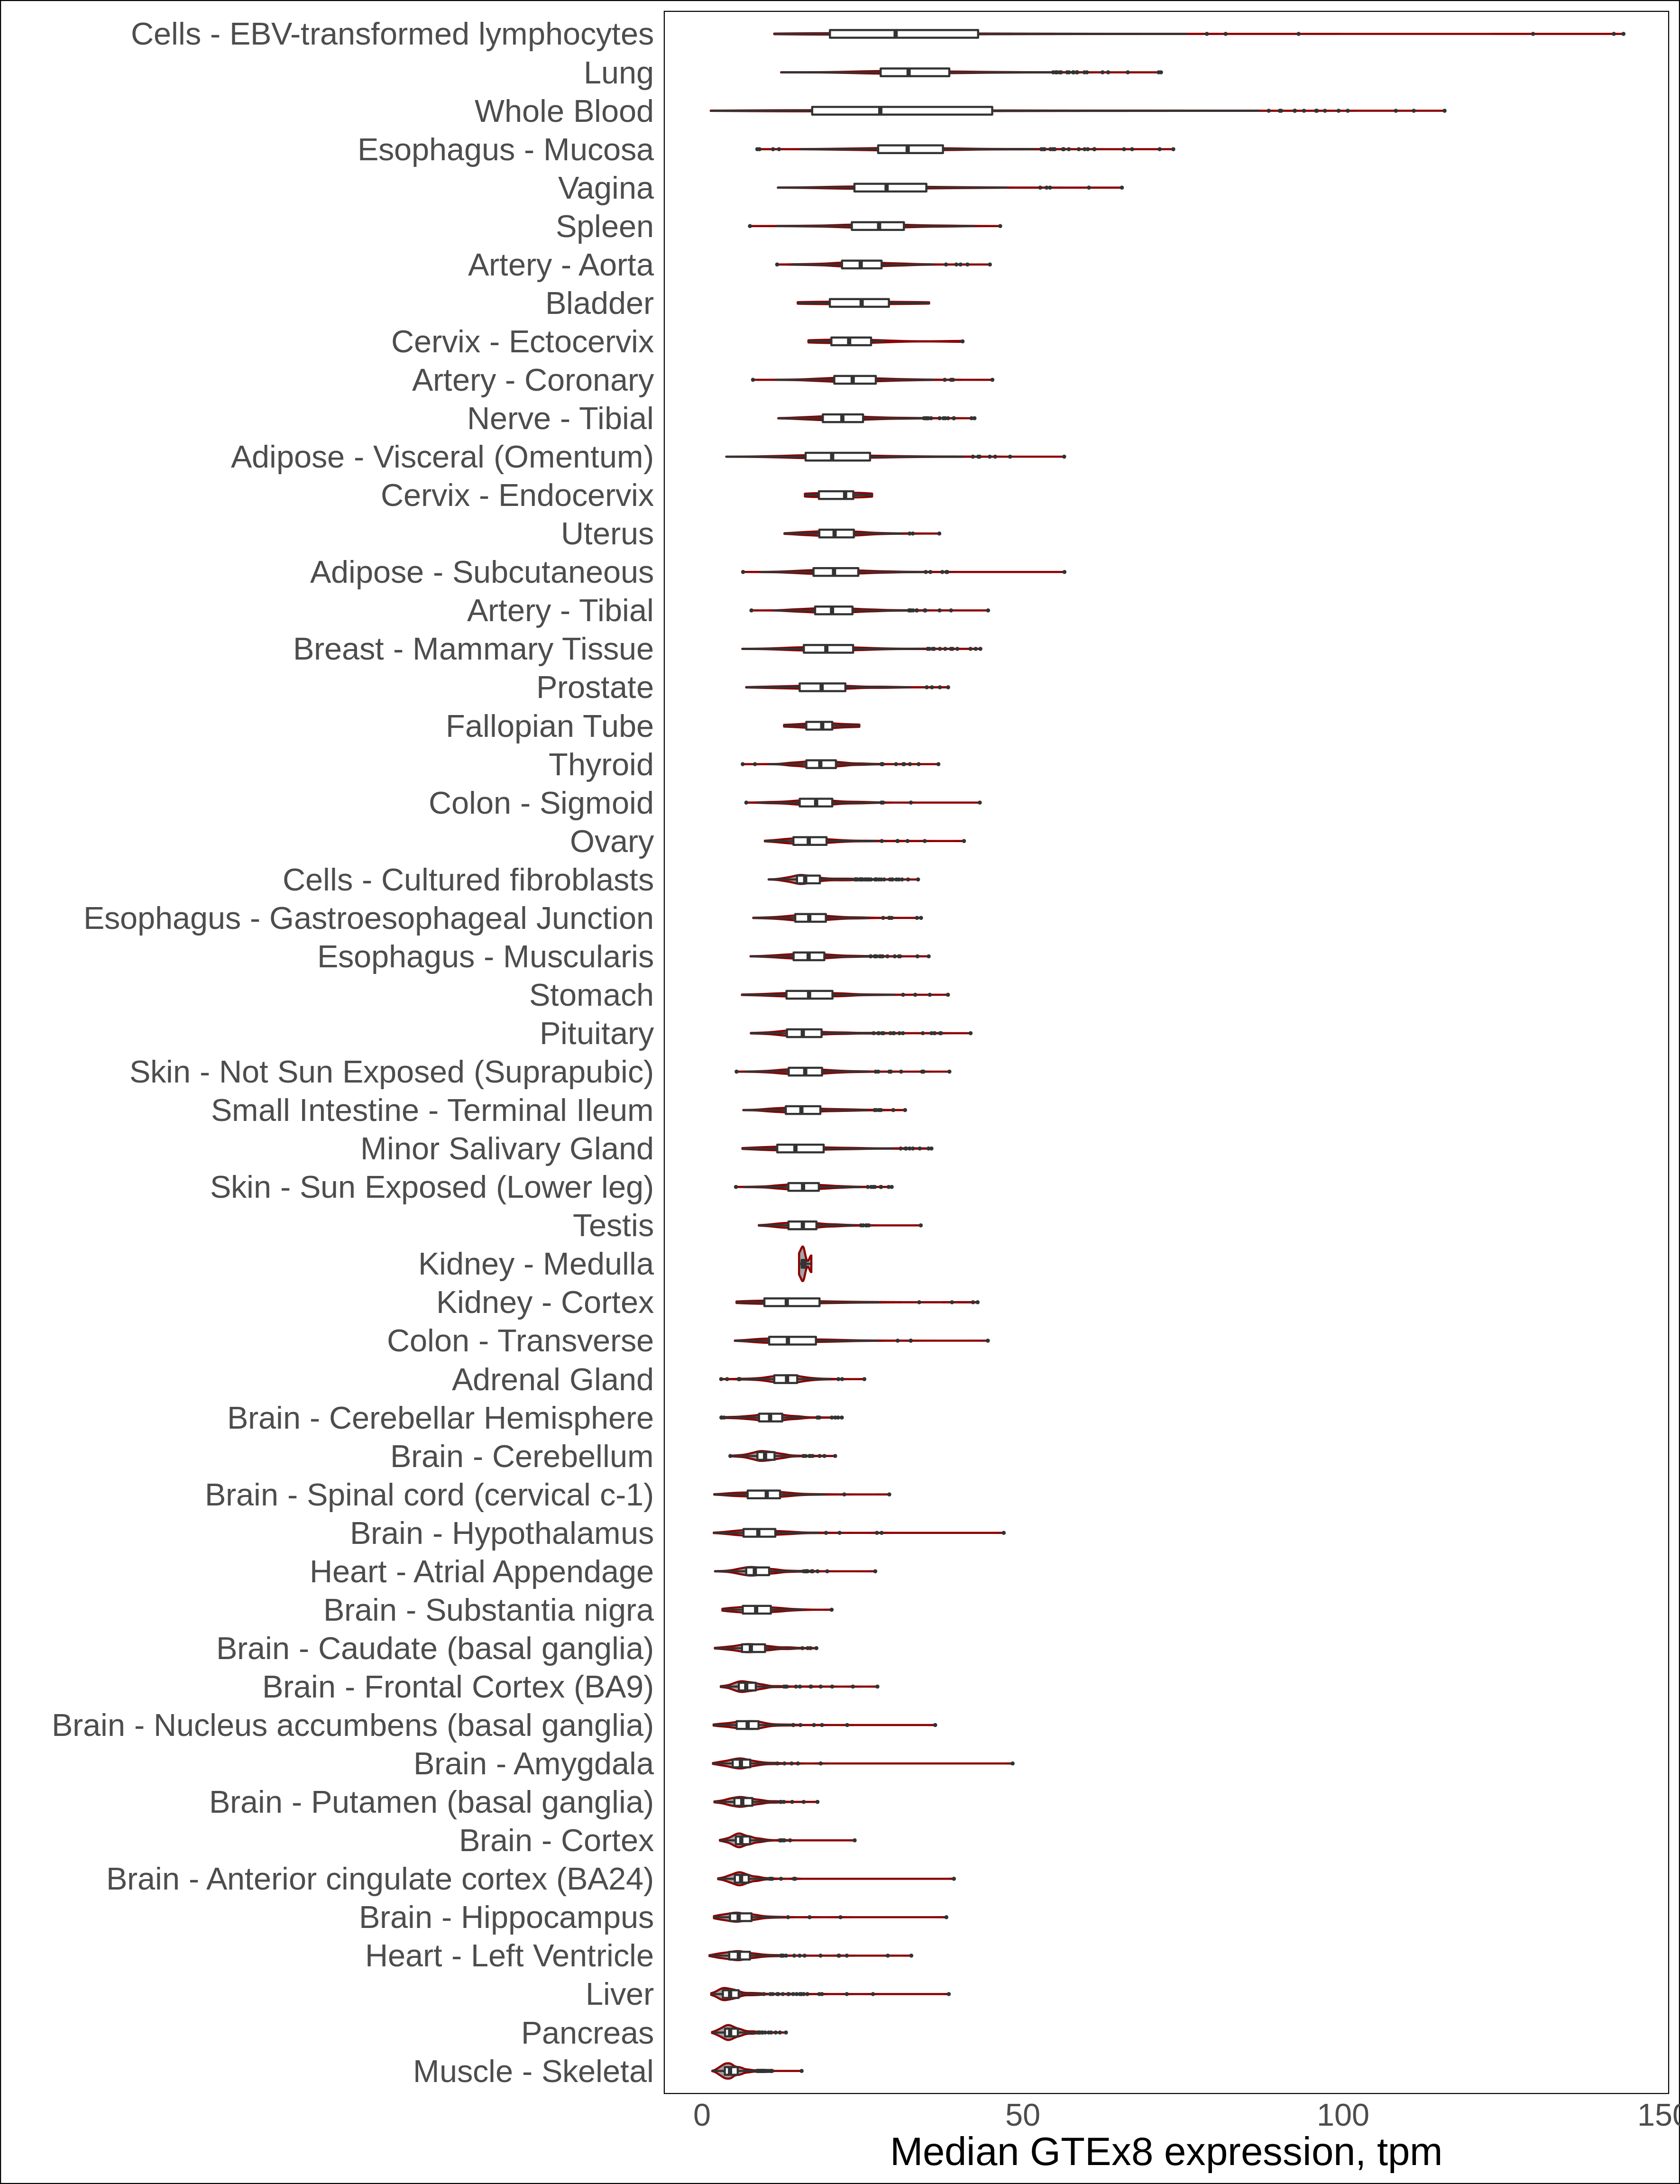 Cells - EBV-transformed lymphocytes
Lung
Whole Blood
Esophagus - Mucosa
Vagina
Spleen
Artery - Aorta
Bladder
Cervix - Ectocervix
Artery - Coronary
Nerve - Tibial
Adipose - Visceral (Omentum)
Cervix - Endocervix
Uterus
Adipose - Subcutaneous
Artery - Tibial
Breast - Mammary Tissue
Prostate
Fallopian Tube
Thyroid
Colon - Sigmoid
Ovary
Cells - Cultured fibroblasts
Esophagus - Gastroesophageal Junction
Esophagus - Muscularis
Stomach
Pituitary
Skin - Not Sun Exposed (Suprapubic)
Small Intestine - Terminal Ileum
Minor Salivary Gland
Skin - Sun Exposed (Lower leg)
Testis
Kidney - Medulla
Kidney - Cortex
Colon - Transverse
Adrenal Gland
Brain - Cerebellar Hemisphere
Brain - Cerebellum
Brain - Spinal cord (cervical c-1)
Brain - Hypothalamus
Heart - Atrial Appendage
Brain - Substantia nigra
Brain - Caudate (basal ganglia)
Brain - Frontal Cortex (BA9)
Brain - Nucleus accumbens (basal ganglia)
Brain - Amygdala
Brain - Putamen (basal ganglia)
Brain - Cortex
Brain - Anterior cingulate cortex (BA24)
Brain - Hippocampus
Heart - Left Ventricle
Liver
Pancreas
Muscle - Skeletal
0 50 100 150
Median GTEx8 expression, tpm